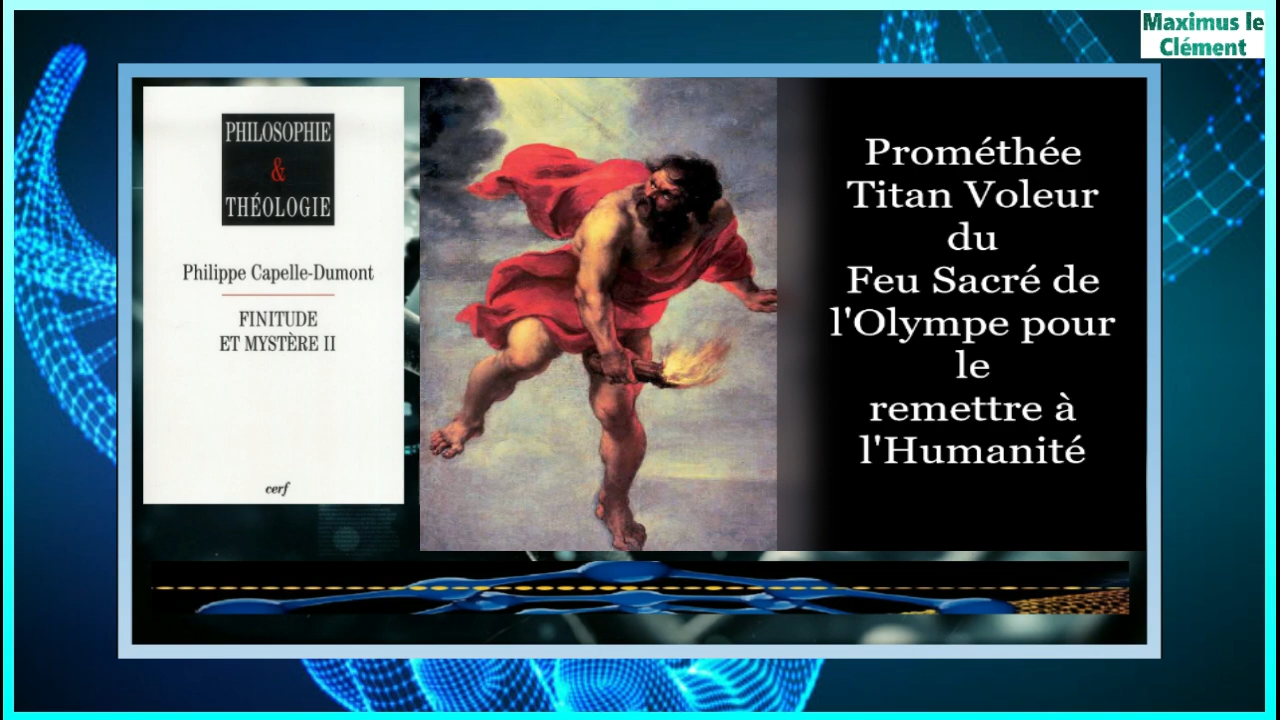 Maximus le
Clément
PHILOSOPHIE
&
THÉOLOGIE
Philippe Capelle-Dumont
FINITUDE
ET MYSTÈRE II
cerf
Prométhée
Titan Voleur
du
Feu Sacré de
l'Olympe pour
le
remettre à
l'Humanité